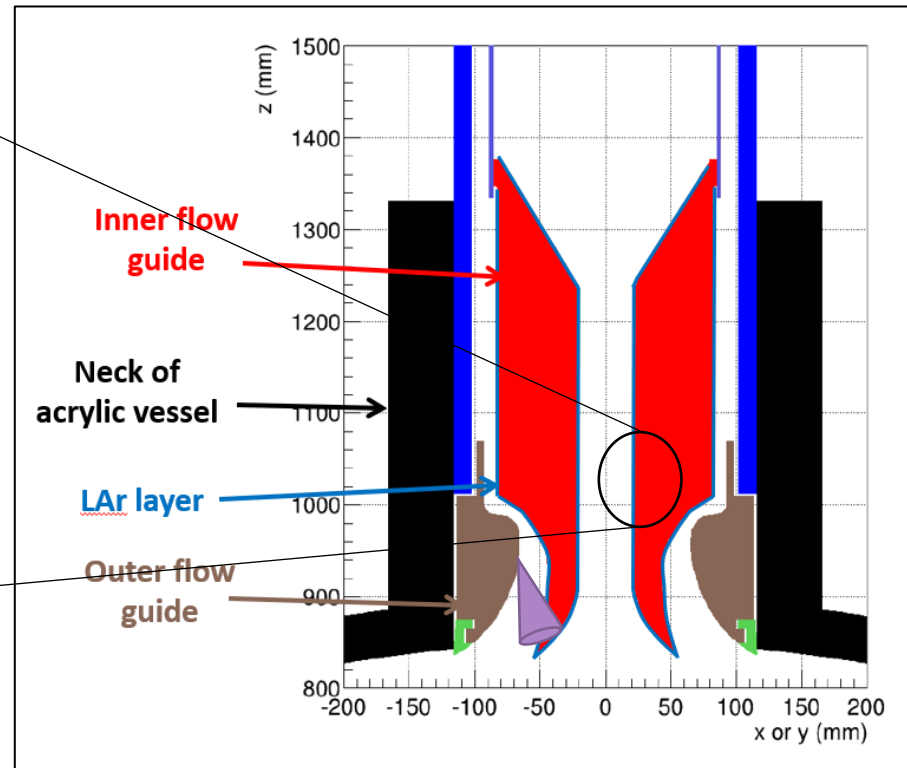 z (mm)
1500
1400
1300
1200
1100
1000
900
800
Inner flow
guide
Neck of
acrylic vessel
LAr layer
Outer flow
guide
-200 -150 -100 -50 0 50 100 150 200
x or y (mm)